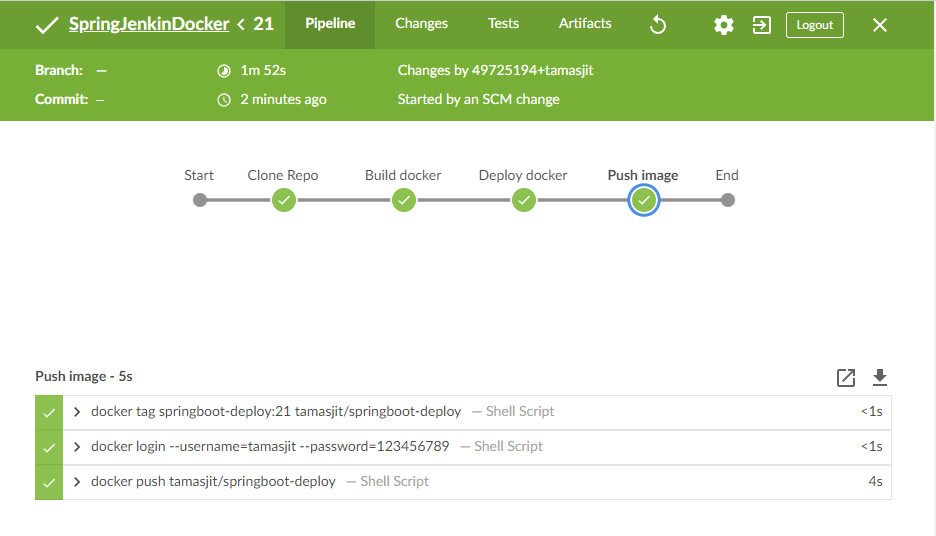 SpringJenkinDocker < 21 Pipeline Changes Tests Artifacts Logout
Branch: — 1m 52s Changes by 49725194+tamasjit
Commit: — 2 minutes ago Started by an SCM change
Start Clone Repo Build docker Deploy docker Push image End
Push image - 5s
docker tag springboot-deploy:21 tamasjit/springboot-deploy — Shell Script <1s
docker login --username=tamasjit --password=123456789 — Shell Script <1s
docker push tamasjit/springboot-deploy — Shell Script 4s